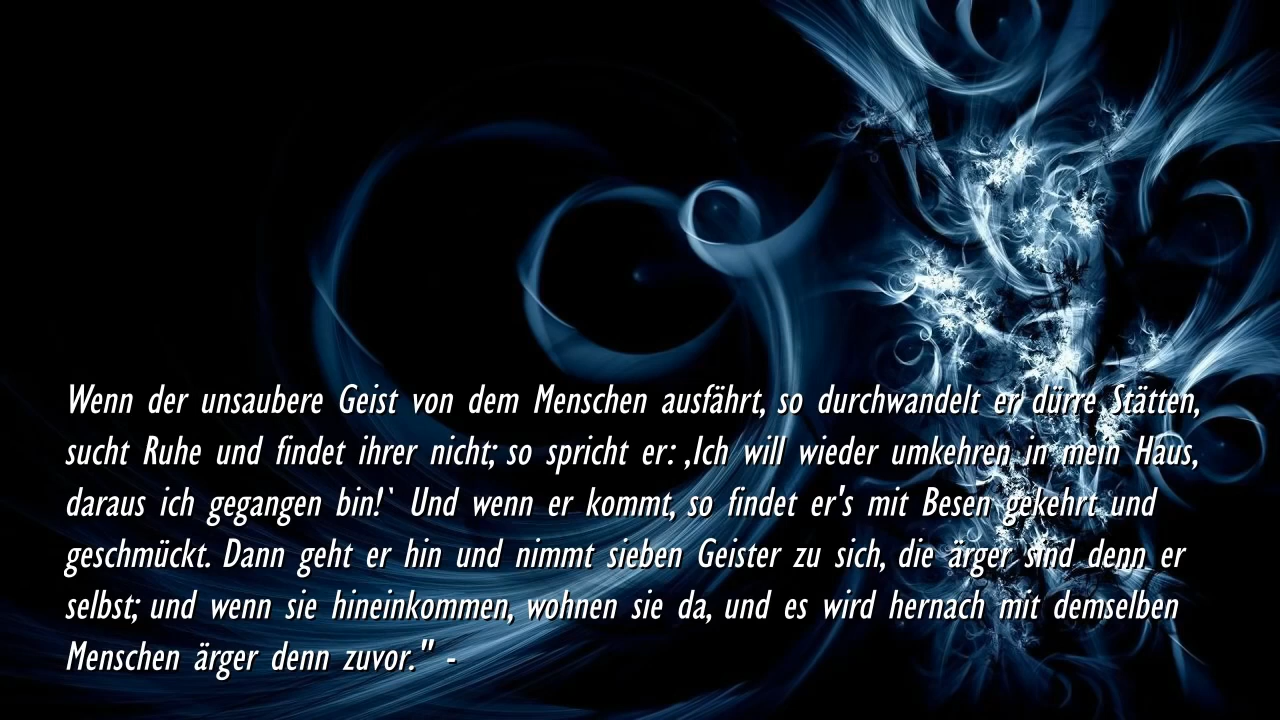 Wenn der unsaubere Geist von dem Menschen ausfährt, so durchwandelt er dürre Stätten,
sucht Ruhe und findet ihrer nicht; so spricht er: ‚Ich will wieder umkehren in mein Haus,
daraus ich gegangen bin!` Und wenn er kommt, so findet er's mit Besen gekehrt und
geschmückt. Dann geht er hin und nimmt sieben Geister zu sich, die ärger sind denn er
selbst; und wenn sie hineinkommen, wohnen sie da, und es wird hernach mit demselben
Menschen ärger denn zuvor." -